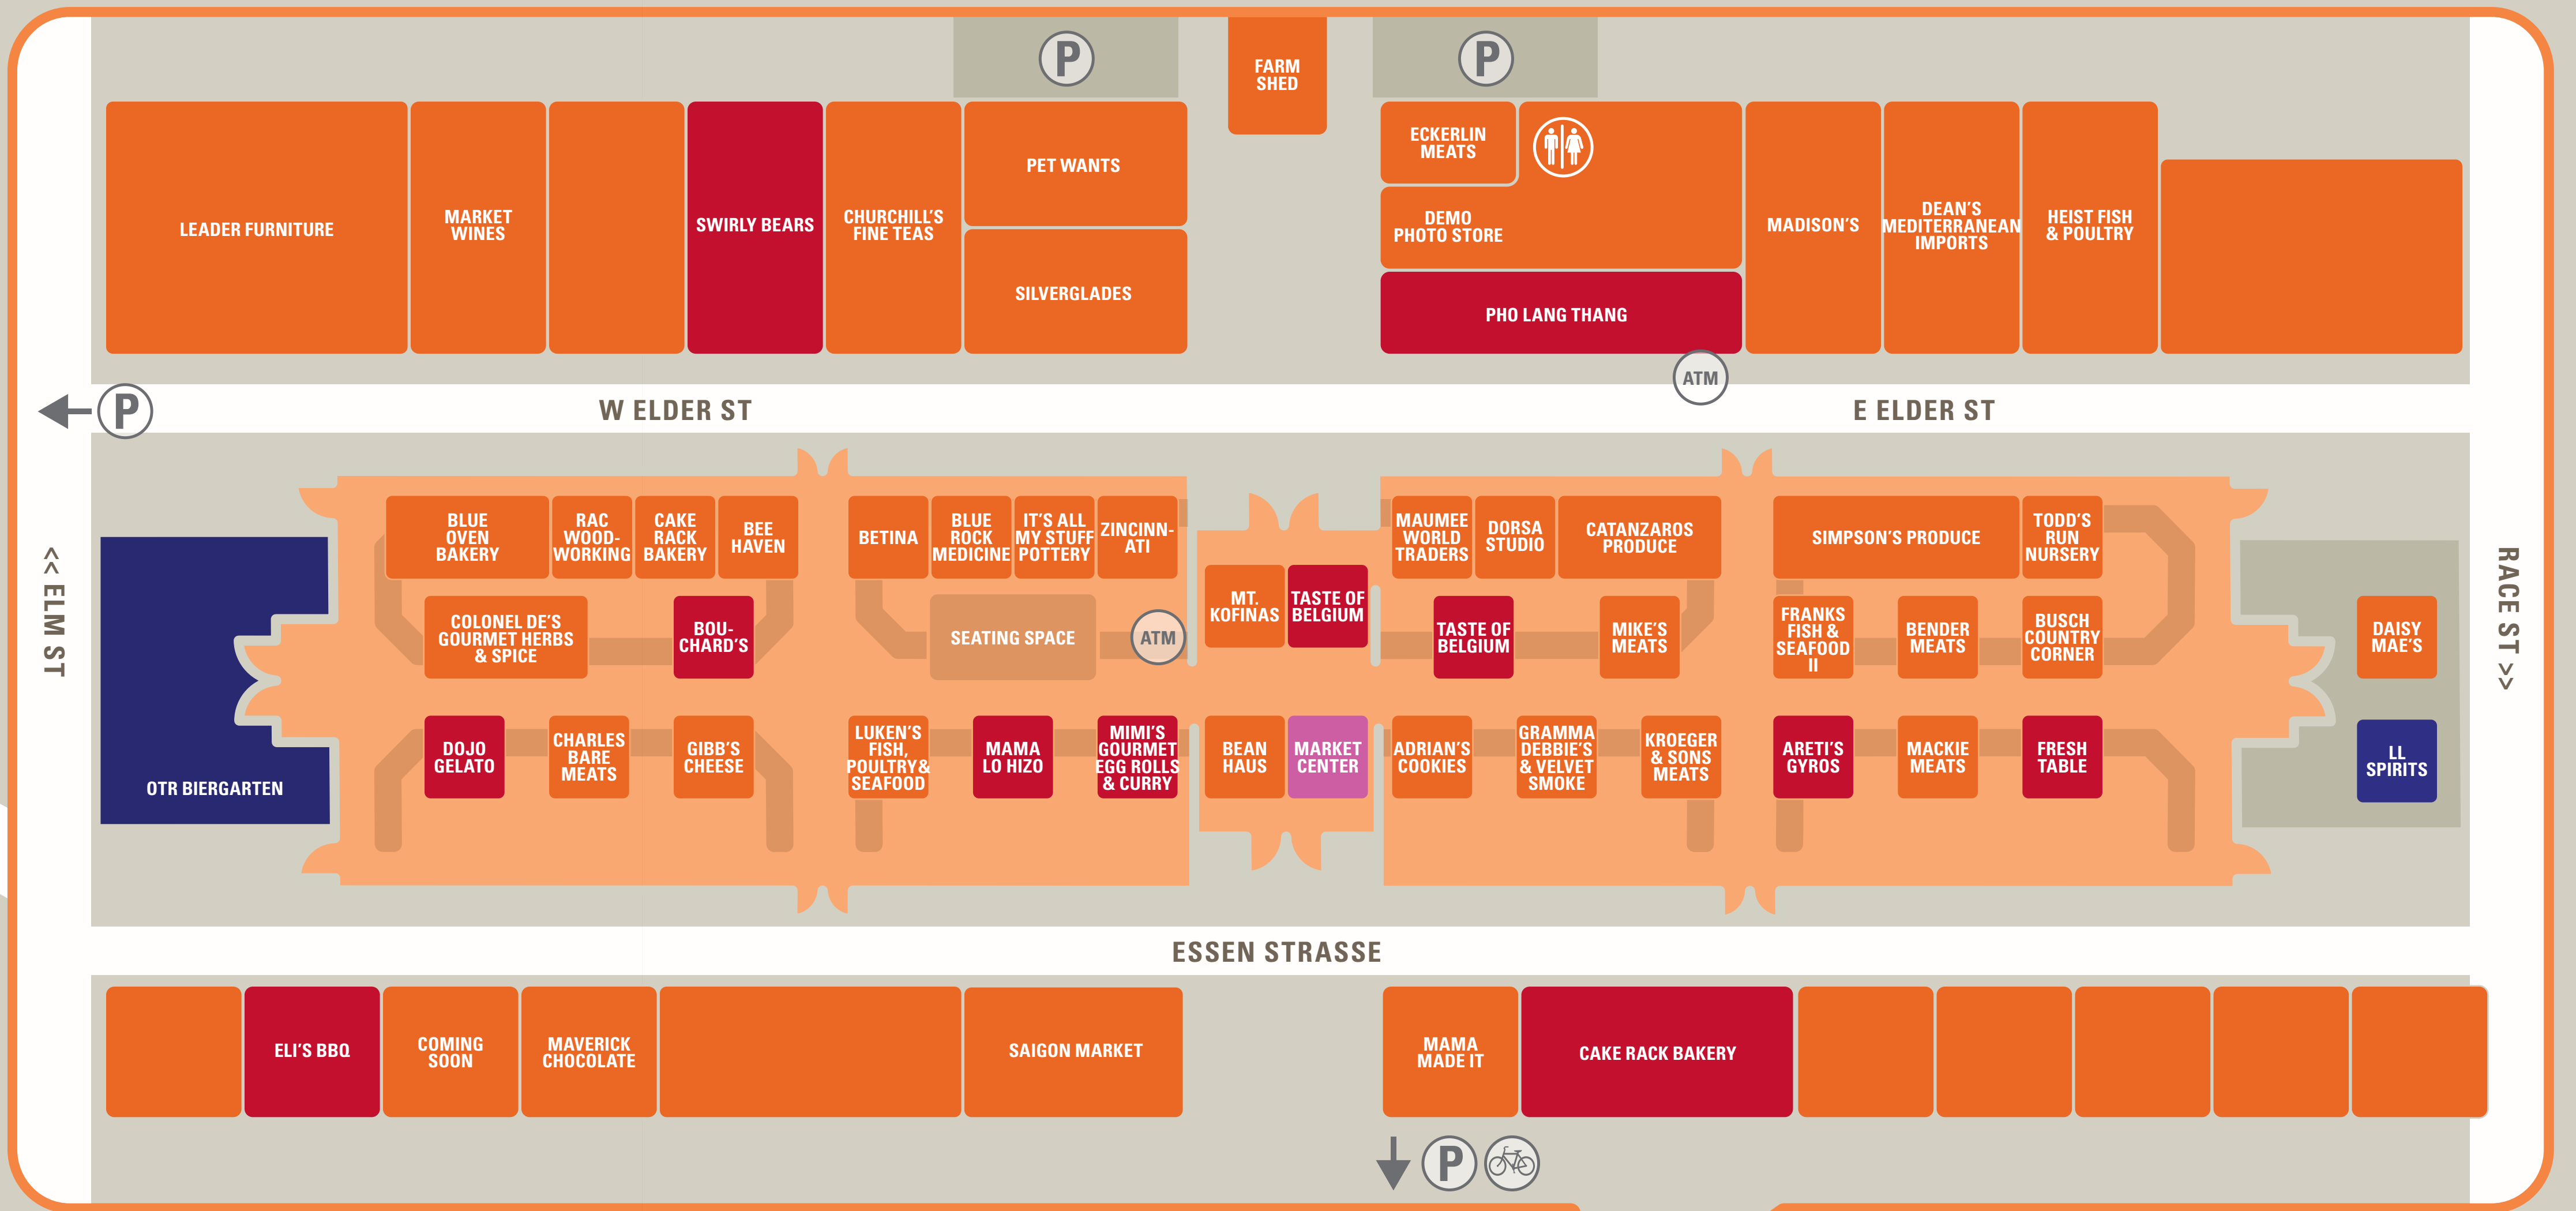 P
FARM
SHED
P
LEADER FURNITURE
MARKET
WINES
SWIRLY BEARS
CHURCHILL'S
FINE TEAS
PET WANTS
SILVERGLADES
ECKERLIN
MEATS
DEMO
PHOTO STORE
PHO LANG THANG
MADISON'S
DEAN'S
MEDITERRANEAN
IMPORTS
HEIST FISH
& POULTRY
ATM
P
W ELDER ST
E ELDER ST
<< ELM ST
RACE ST >>
BLUE
OVEN
BAKERY
RAC
WOOD-
WORKING
CAKE
RACK
BAKERY
BEE
HAVEN
BETINA
BLUE
ROCK
MEDICINE
IT'S ALL
MY STUFF
POTTERY
ZINCINN-
ATI
MAUMEE
WORLD
TRADERS
DORSA
STUDIO
CATANZAROS
PRODUCE
SIMPSON'S PRODUCE
TODD'S
RUN
NURSERY
COLONEL DE'S
GOURMET HERBS
& SPICE
BOU-
CHARD'S
SEATING SPACE
ATM
MT.
KOFINAS
TASTE OF
BELGIUM
TASTE OF
BELGIUM
MIKE'S
MEATS
FRANKS
FISH &
SEAFOOD
II
BENDER
MEATS
BUSCH
COUNTRY
CORNER
DAISY
MAE'S
OTR BIERGARTEN
DOJO
GELATO
CHARLES
BARE
MEATS
GIBB'S
CHEESE
LUKEN'S
FISH,
POULTRY&
SEAFOOD
MAMA
LO HIZO
MIMI'S
GOURMET
EGG ROLLS
& CURRY
BEAN
HAUS
MARKET
CENTER
ADRIAN'S
COOKIES
GRAMMA
DEBBIE'S
& VELVET
SMOKE
KROEGER
& SONS
MEATS
ARETI'S
GYROS
MACKIE
MEATS
FRESH
TABLE
LL
SPIRITS
ESSEN STRASSE
ELI'S BBQ
COMING
SOON
MAVERICK
CHOCOLATE
SAIGON MARKET
MAMA
MADE IT
CAKE RACK BAKERY
P